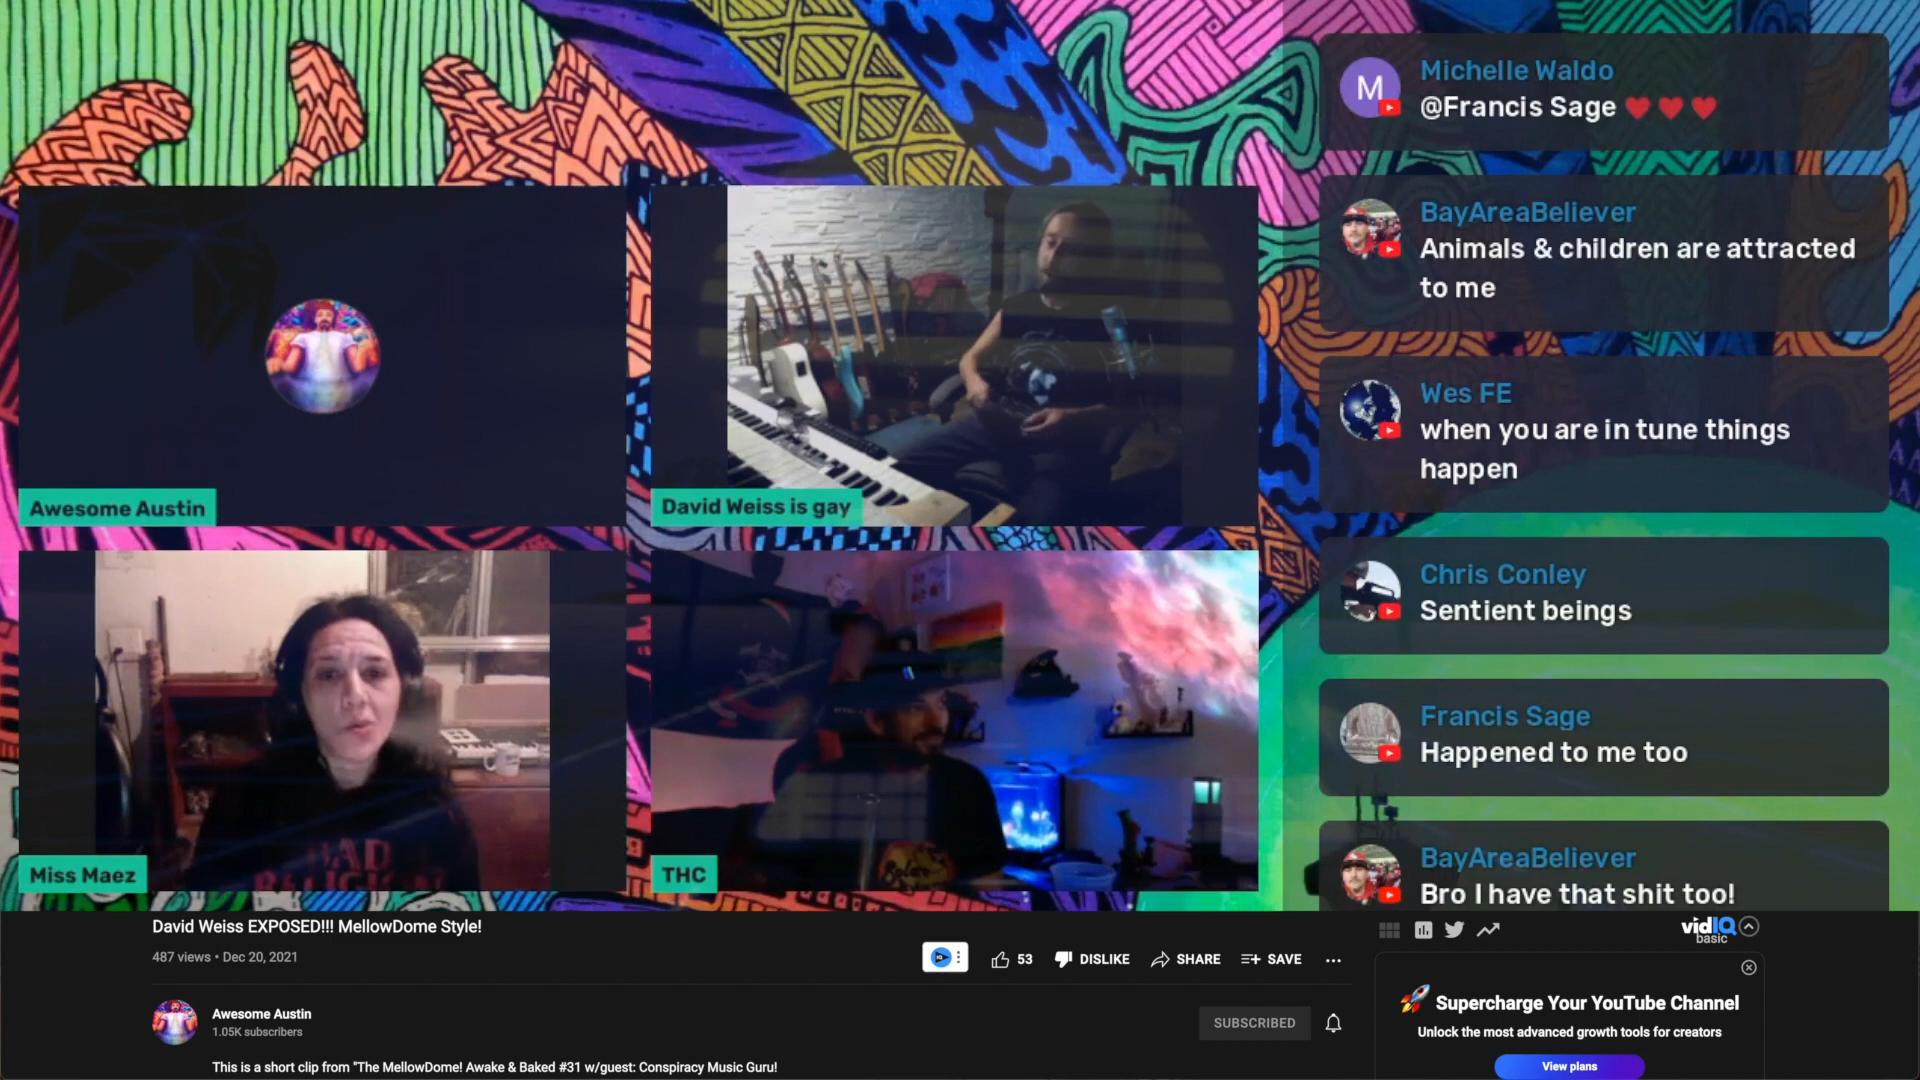 Michelle Waldo
@Francis Sage ❤❤❤
BayAreaBeliever
Animals & children are attracted
to me
Wes FE
when you are in tune things
happen
Chris Conley
Sentient beings
Francis Sage
Happened to me too
BayAreaBeliever
Bro I have that shit too!
M
Awesome Austin
David Weiss is gay
Miss Maez
THC
BAD
RELIGION
David Weiss EXPOSED!!! MellowDome Style!
487 views • Dec 20, 2021
53
DISLIKE
SHARE
SAVE
Awesome Austin
1.05K subscribers
SUBSCRIBED
This is a short clip from "The MellowDome! Awake & Baked #31 w/guest: Conspiracy Music Guru!
vidIQ
basic
Supercharge Your YouTube Channel
Unlock the most advanced growth tools for creators
View plans